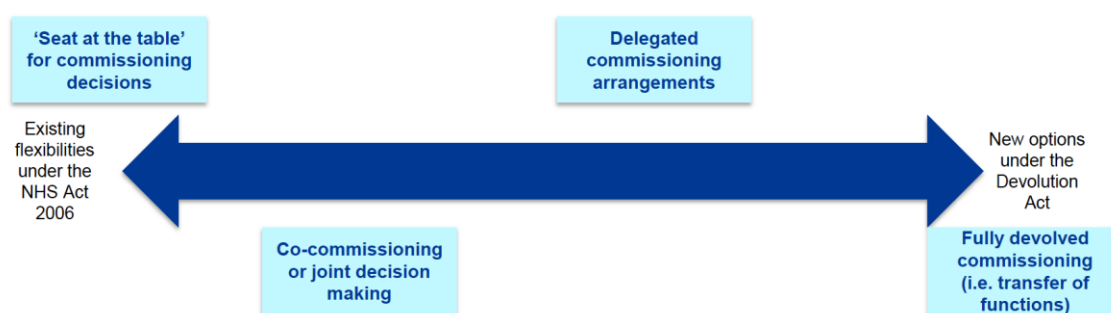 ‘Seat at the table’
for commissioning
decisions
Delegated
commissioning
arrangements
Existing
flexibilities
under the
NHS Act
2006
New options
under the
Devolution
Act
Co-commissioning
or joint decision
making
Fully devolved
commissioning
(i.e. transfer of
functions)